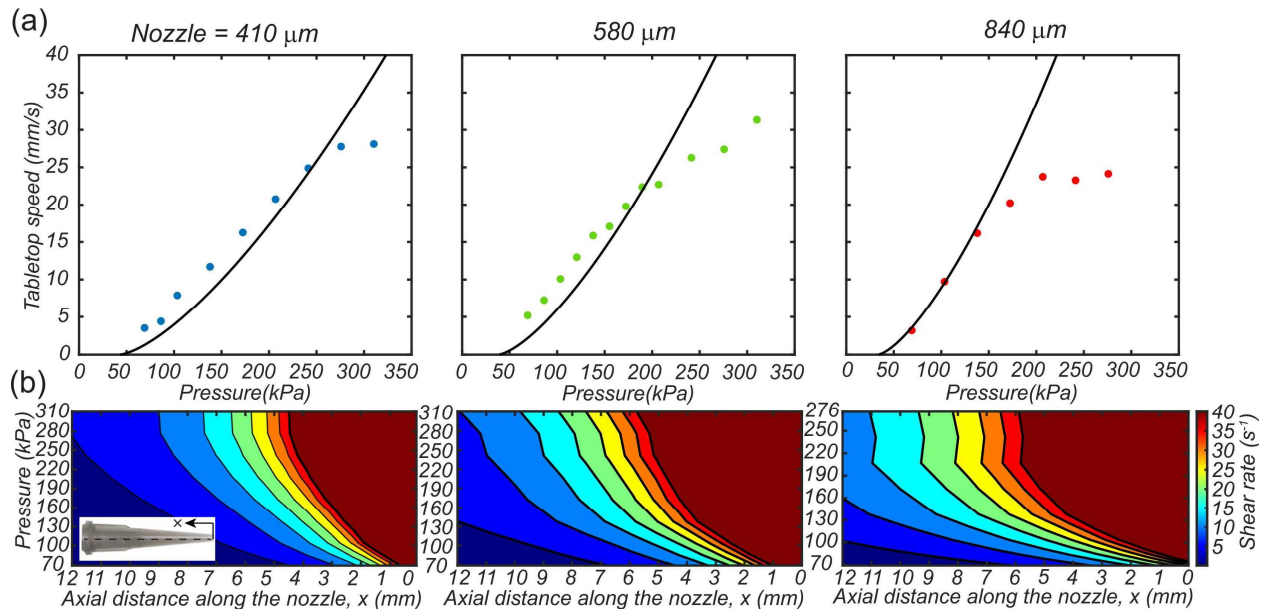 (a)
Nozzle = 410 μm
580 μm
840 μm
Tabletop speed (mm/s)
40
35
30
25
20
15
10
5
0
0 50 100 150 200 250 300 350
0 50 100 150 200 250 300 350
0 50 100 150 200 250 300 350
Pressure(kPa)
Pressure(kPa)
Pressure(kPa)
(b)
Pressure (kPa)
310
280
250
220
190
160
130
100
70
310
280
250
220
190
160
130
100
70
276
220
190
160
130
100
70
×
12 11 10 9 8 7 6 5 4 3 2 1 0
12 11 10 9 8 7 6 5 4 3 2 1 0
12 11 10 9 8 7 6 5 4 3 2 1 0
Axial distance along the nozzle, x (mm)
Axial distance along the nozzle, x (mm)
Axial distance along the nozzle, x (mm)
40
35
30
25
20
15
10
5
Shear rate (s⁻¹)